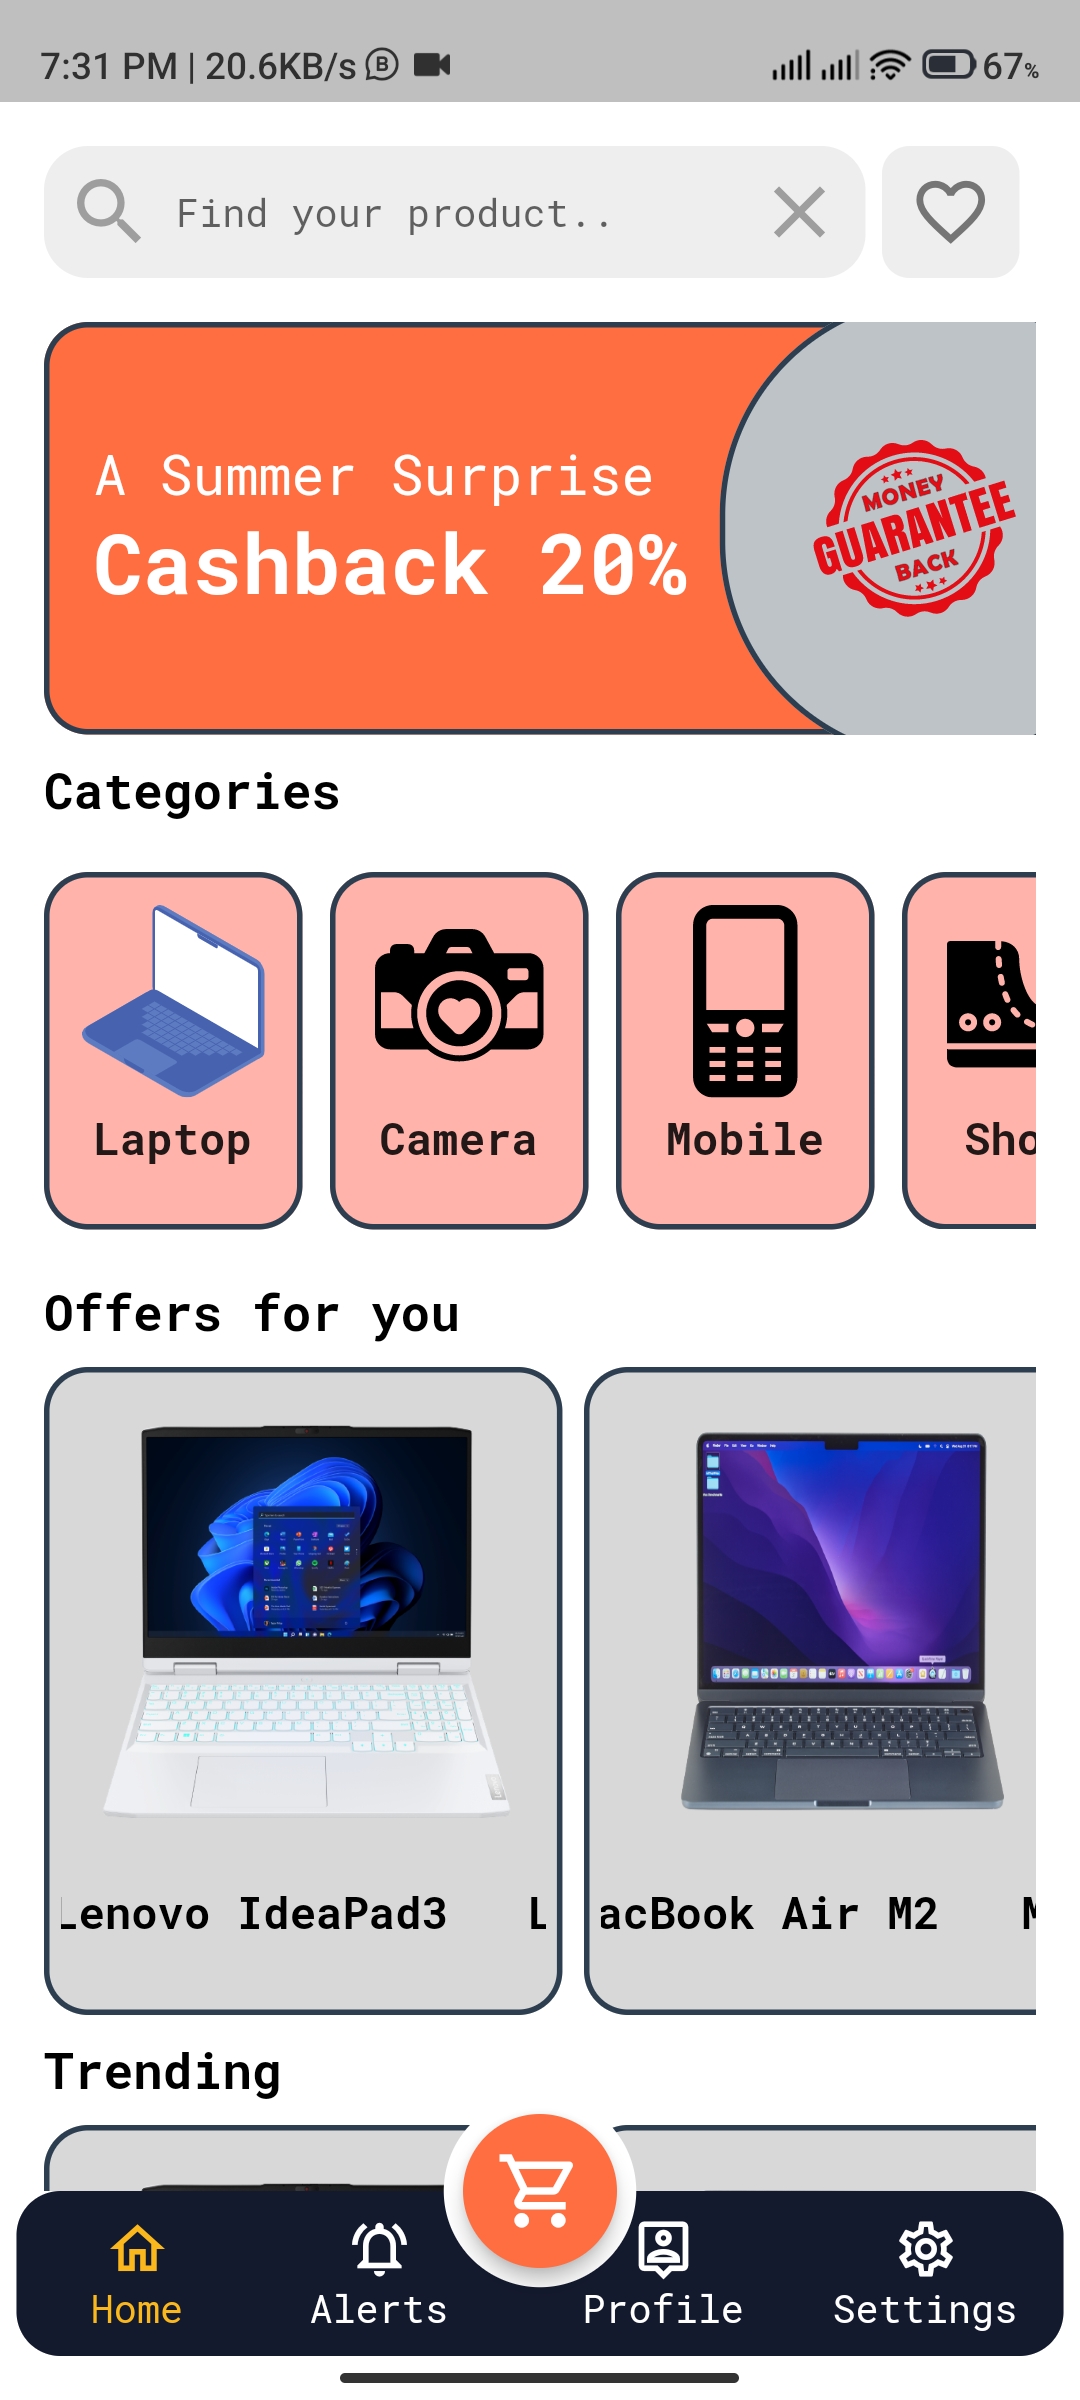 7:31 PM | 20.6KB/s B 67%
Find your product..
A Summer Surprise
Cashback 20%
MONEY
GUARANTEE
BACK
Categories
Laptop Camera Mobile Sho
Offers for you
Lenovo IdeaPad3 L acBook Air M2 M
Trending
Home Alerts Profile Settings